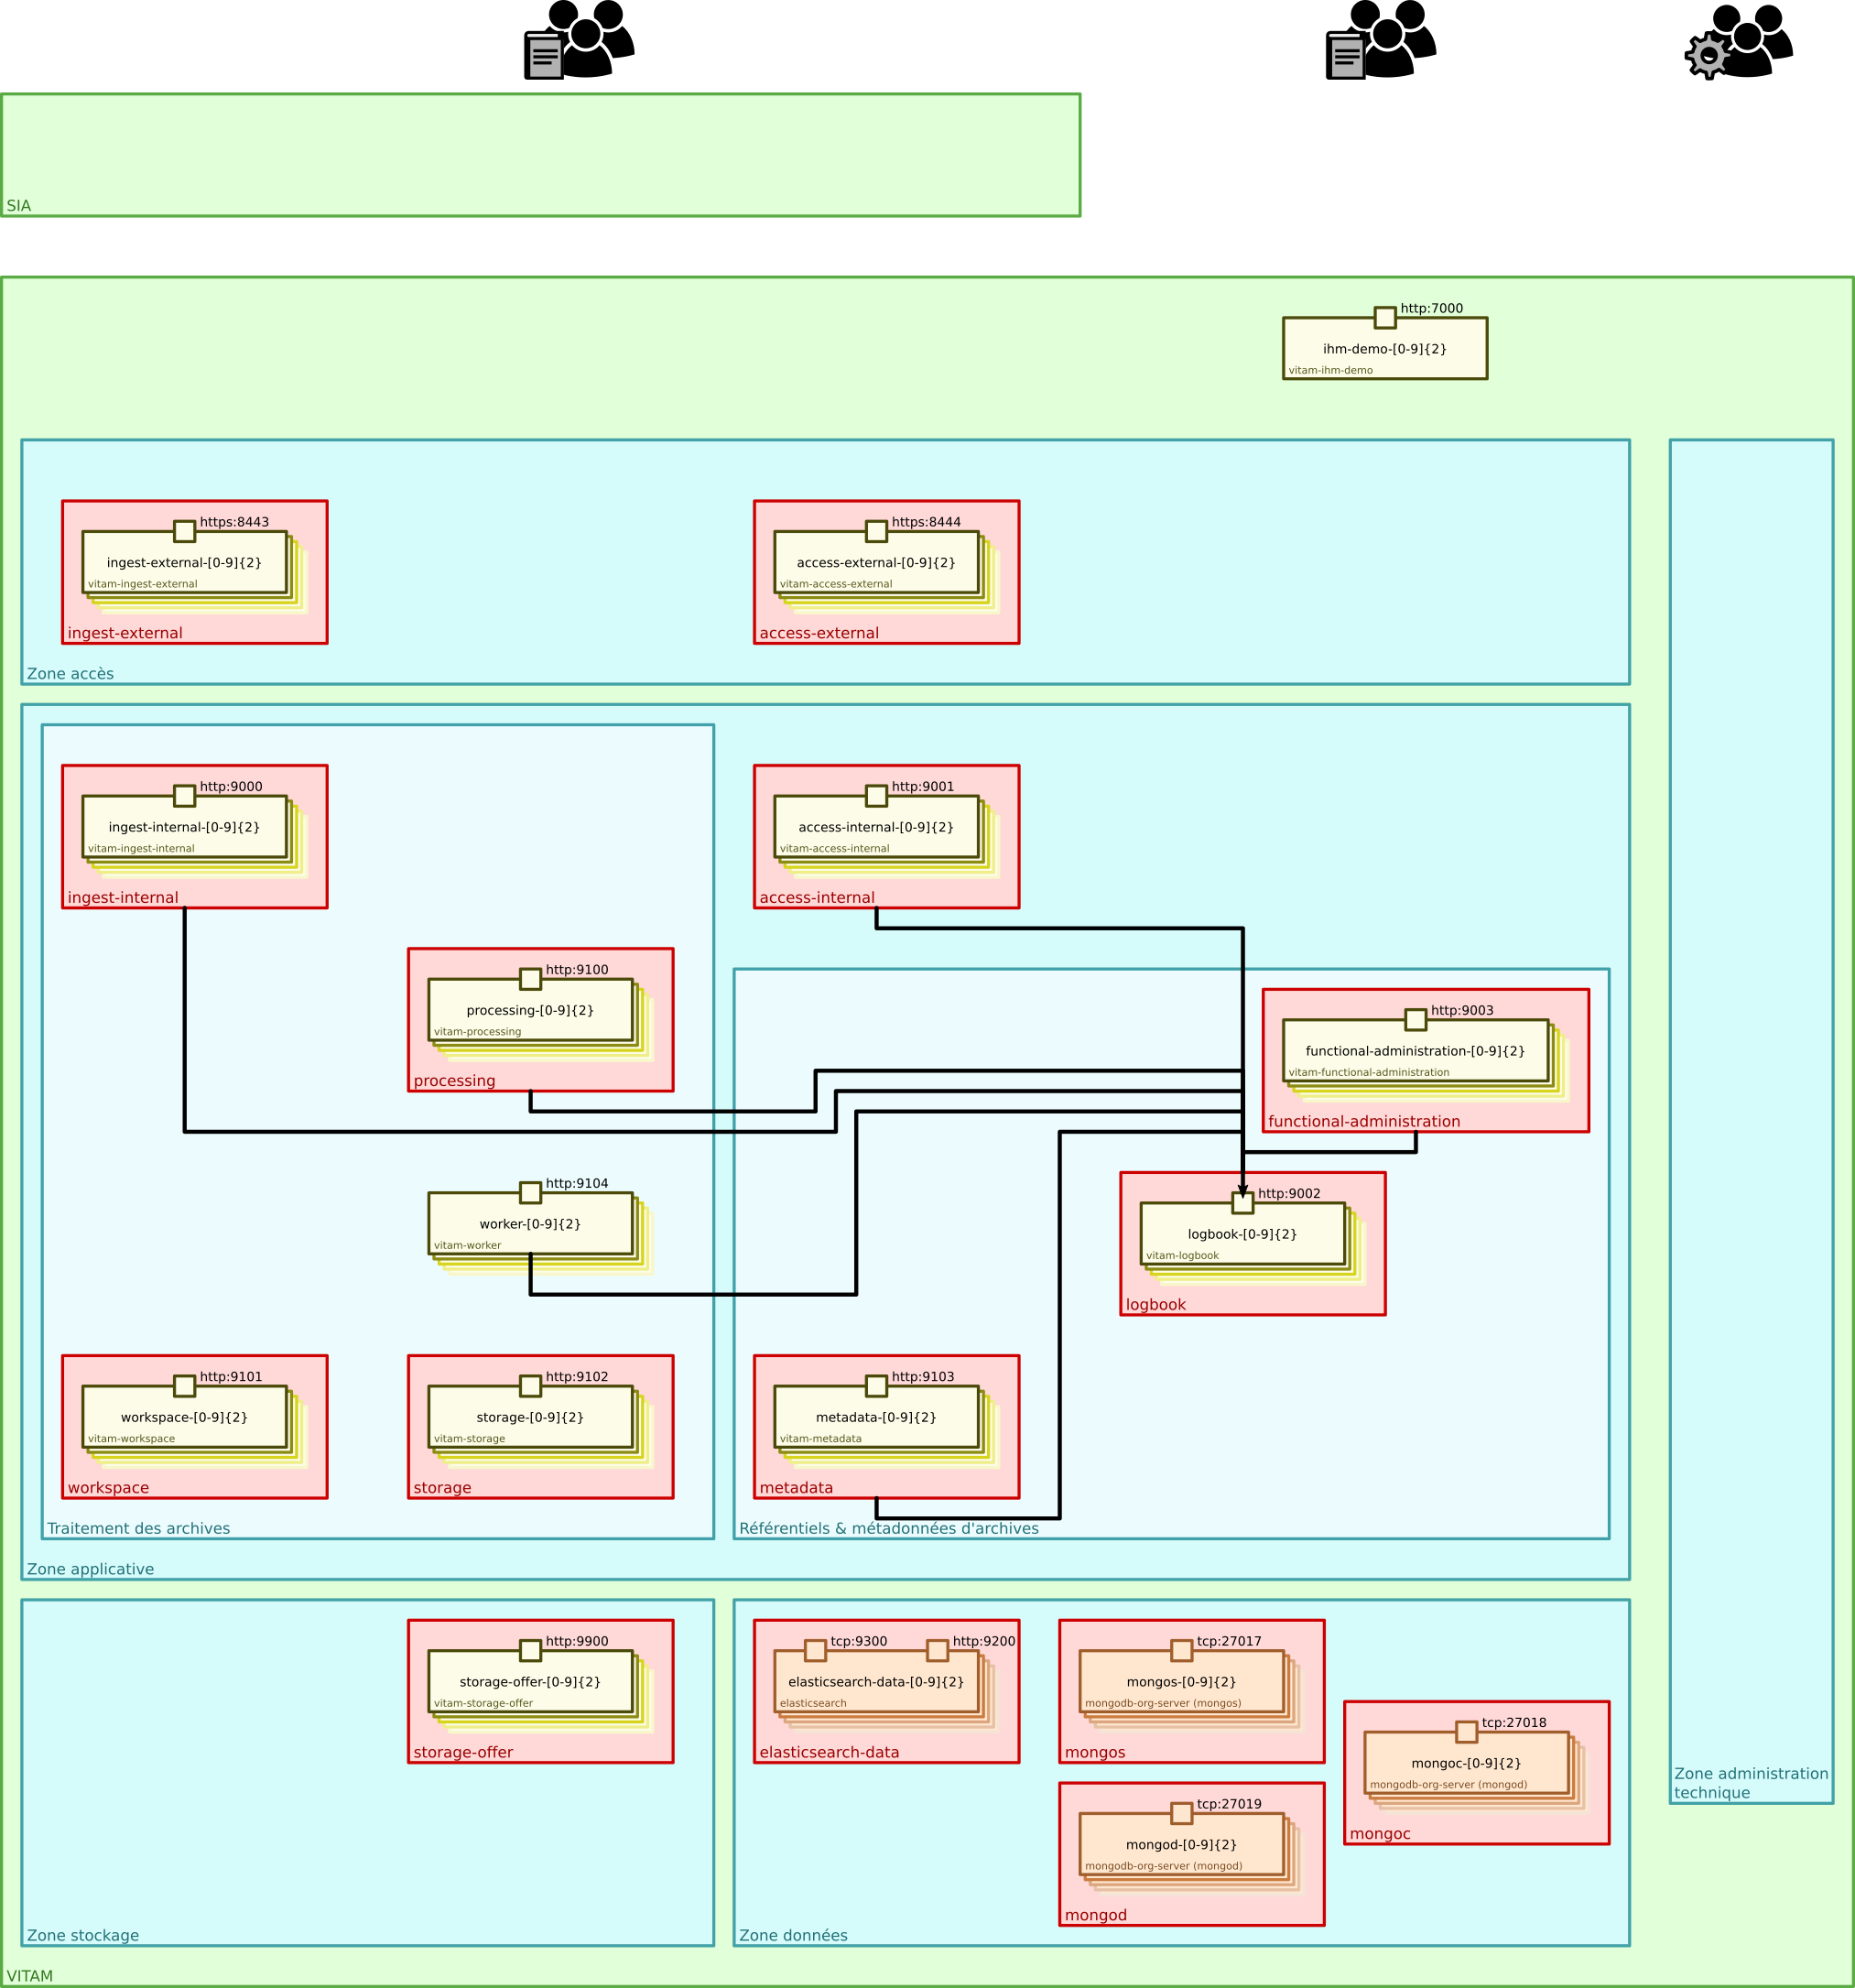 SIA
http:7000
ihm-demo-[0-9]{2}
vitam-ihm-demo
https:8443
ingest-external-[0-9]{2}
vitam-ingest-external
ingest-external
https:8444
access-external-[0-9]{2}
vitam-access-external
access-external
Zone accès
http:9000
ingest-internal-[0-9]{2}
vitam-ingest-internal
ingest-internal
http:9001
access-internal-[0-9]{2}
vitam-access-internal
access-internal
http:9100
processing-[0-9]{2}
vitam-processing
processing
http:9003
functional-administration-[0-9]{2}
vitam-functional-administration
functional-administration
http:9104
worker-[0-9]{2}
vitam-worker
http:9002
logbook-[0-9]{2}
vitam-logbook
logbook
http:9101
workspace-[0-9]{2}
vitam-workspace
workspace
http:9102
storage-[0-9]{2}
vitam-storage
storage
http:9103
metadata-[0-9]{2}
vitam-metadata
metadata
Traitement des archives
Référentiels & métadonnées d'archives
Zone applicative
http:9900
storage-offer-[0-9]{2}
vitam-storage-offer
storage-offer
tcp:9300
http:9200
elasticsearch-data-[0-9]{2}
elasticsearch
elasticsearch-data
tcp:27017
mongos-[0-9]{2}
mongodb-org-server (mongos)
mongos
tcp:27018
mongoc-[0-9]{2}
mongodb-org-server (mongod)
mongoc
tcp:27019
mongod-[0-9]{2}
mongodb-org-server (mongod)
mongod
Zone administration
technique
Zone stockage
Zone données
VITAM